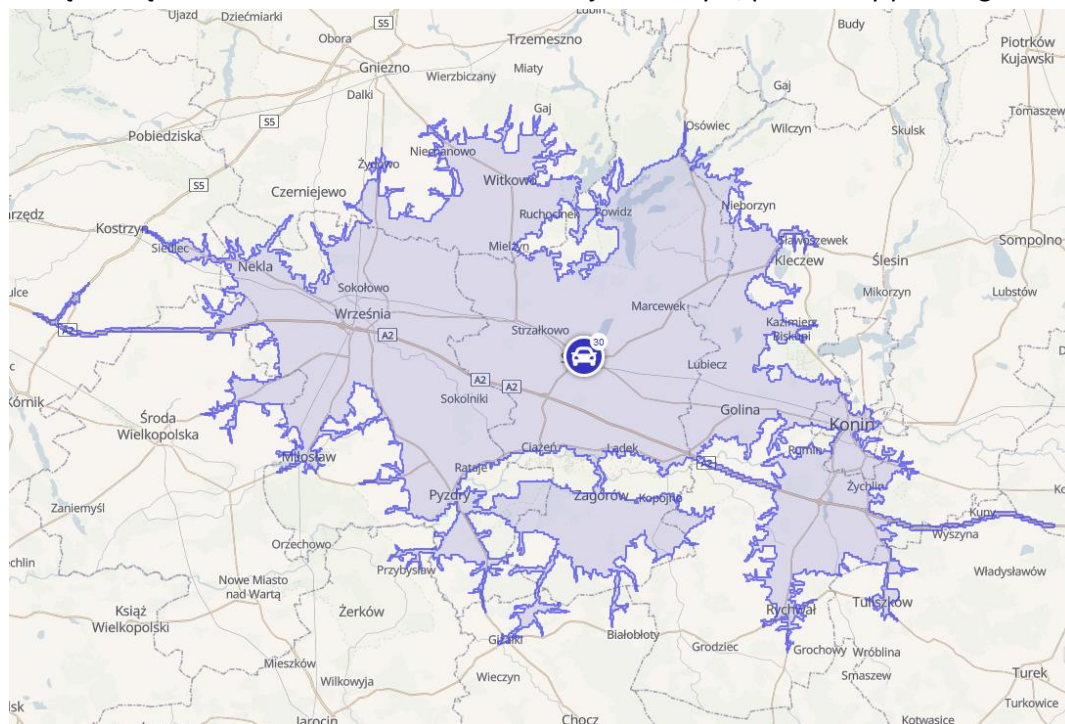 Ujazd
Dziećmiarki
Lubin
Budy
S5
Obora
Trzemeszno
Piotrków
Kujawski
Gniezno
Wierzbiczany
Miaty
Dalki
Gaj
Gaj
Tomaszew
S5
Pobiedziska
Osówiec
Wilczyn
Skulsk
Niechanowo
Żydowo
S5
Czerniejewo
Witkowo
Nieborzyn
Ruchocinek
Powidz
Kostrzyn
Siedlec
Mielżyn
Sławoszewek
Sompolno
Nekla
Kleczew
Ślesin
Sokołowo
Mikorzyn
Lubstów
Września
Marcewek
A2
Strzałkowo
Kazimierz
Biskupi
A2
30
Lubiecz
A2
A2
Sokolniki
Golina
Kórnik
Środa
Wielkopolska
Konin
Ciążeń
Lądek
Rumin
Miłosław
Rataje
A2
Żychlin
Pyzdry
Zagórów
Kopojno
Zaniemyśl
Kuny
Wyszyna
Orzechowo
Przybysław
Władysławów
Nowe Miasto
nad Wartą
Książ
Wielkopolski
Żerków
Rychwał
Tuliszków
Gizałki
Białobłoty
Grodziec
Grochowy
Wróblina
Mieszków
Wieczyn
Smaszew
Turek
Wilkowyja
Turkowice
Jarocin
Chocz
Kotwasice